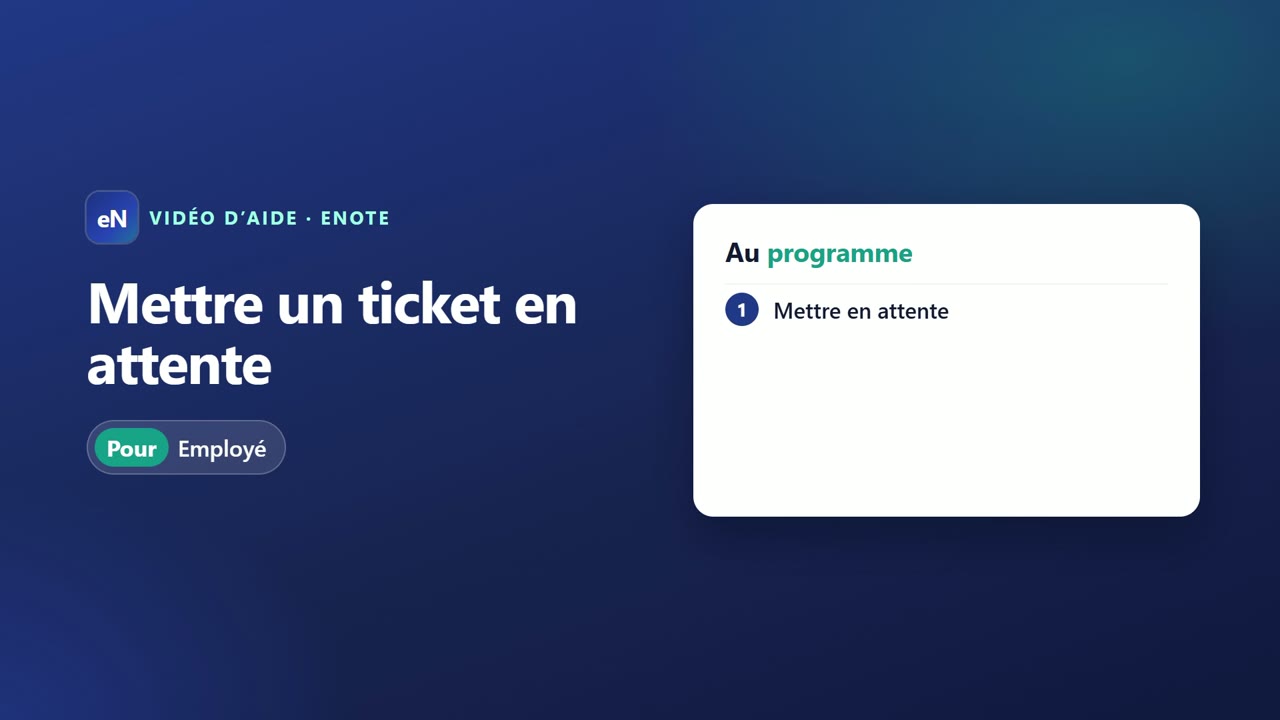 eN
VIDÉO D’AIDE · ENOTE
Mettre un ticket en
attente
Pour Employé
Au programme
1 Mettre en attente